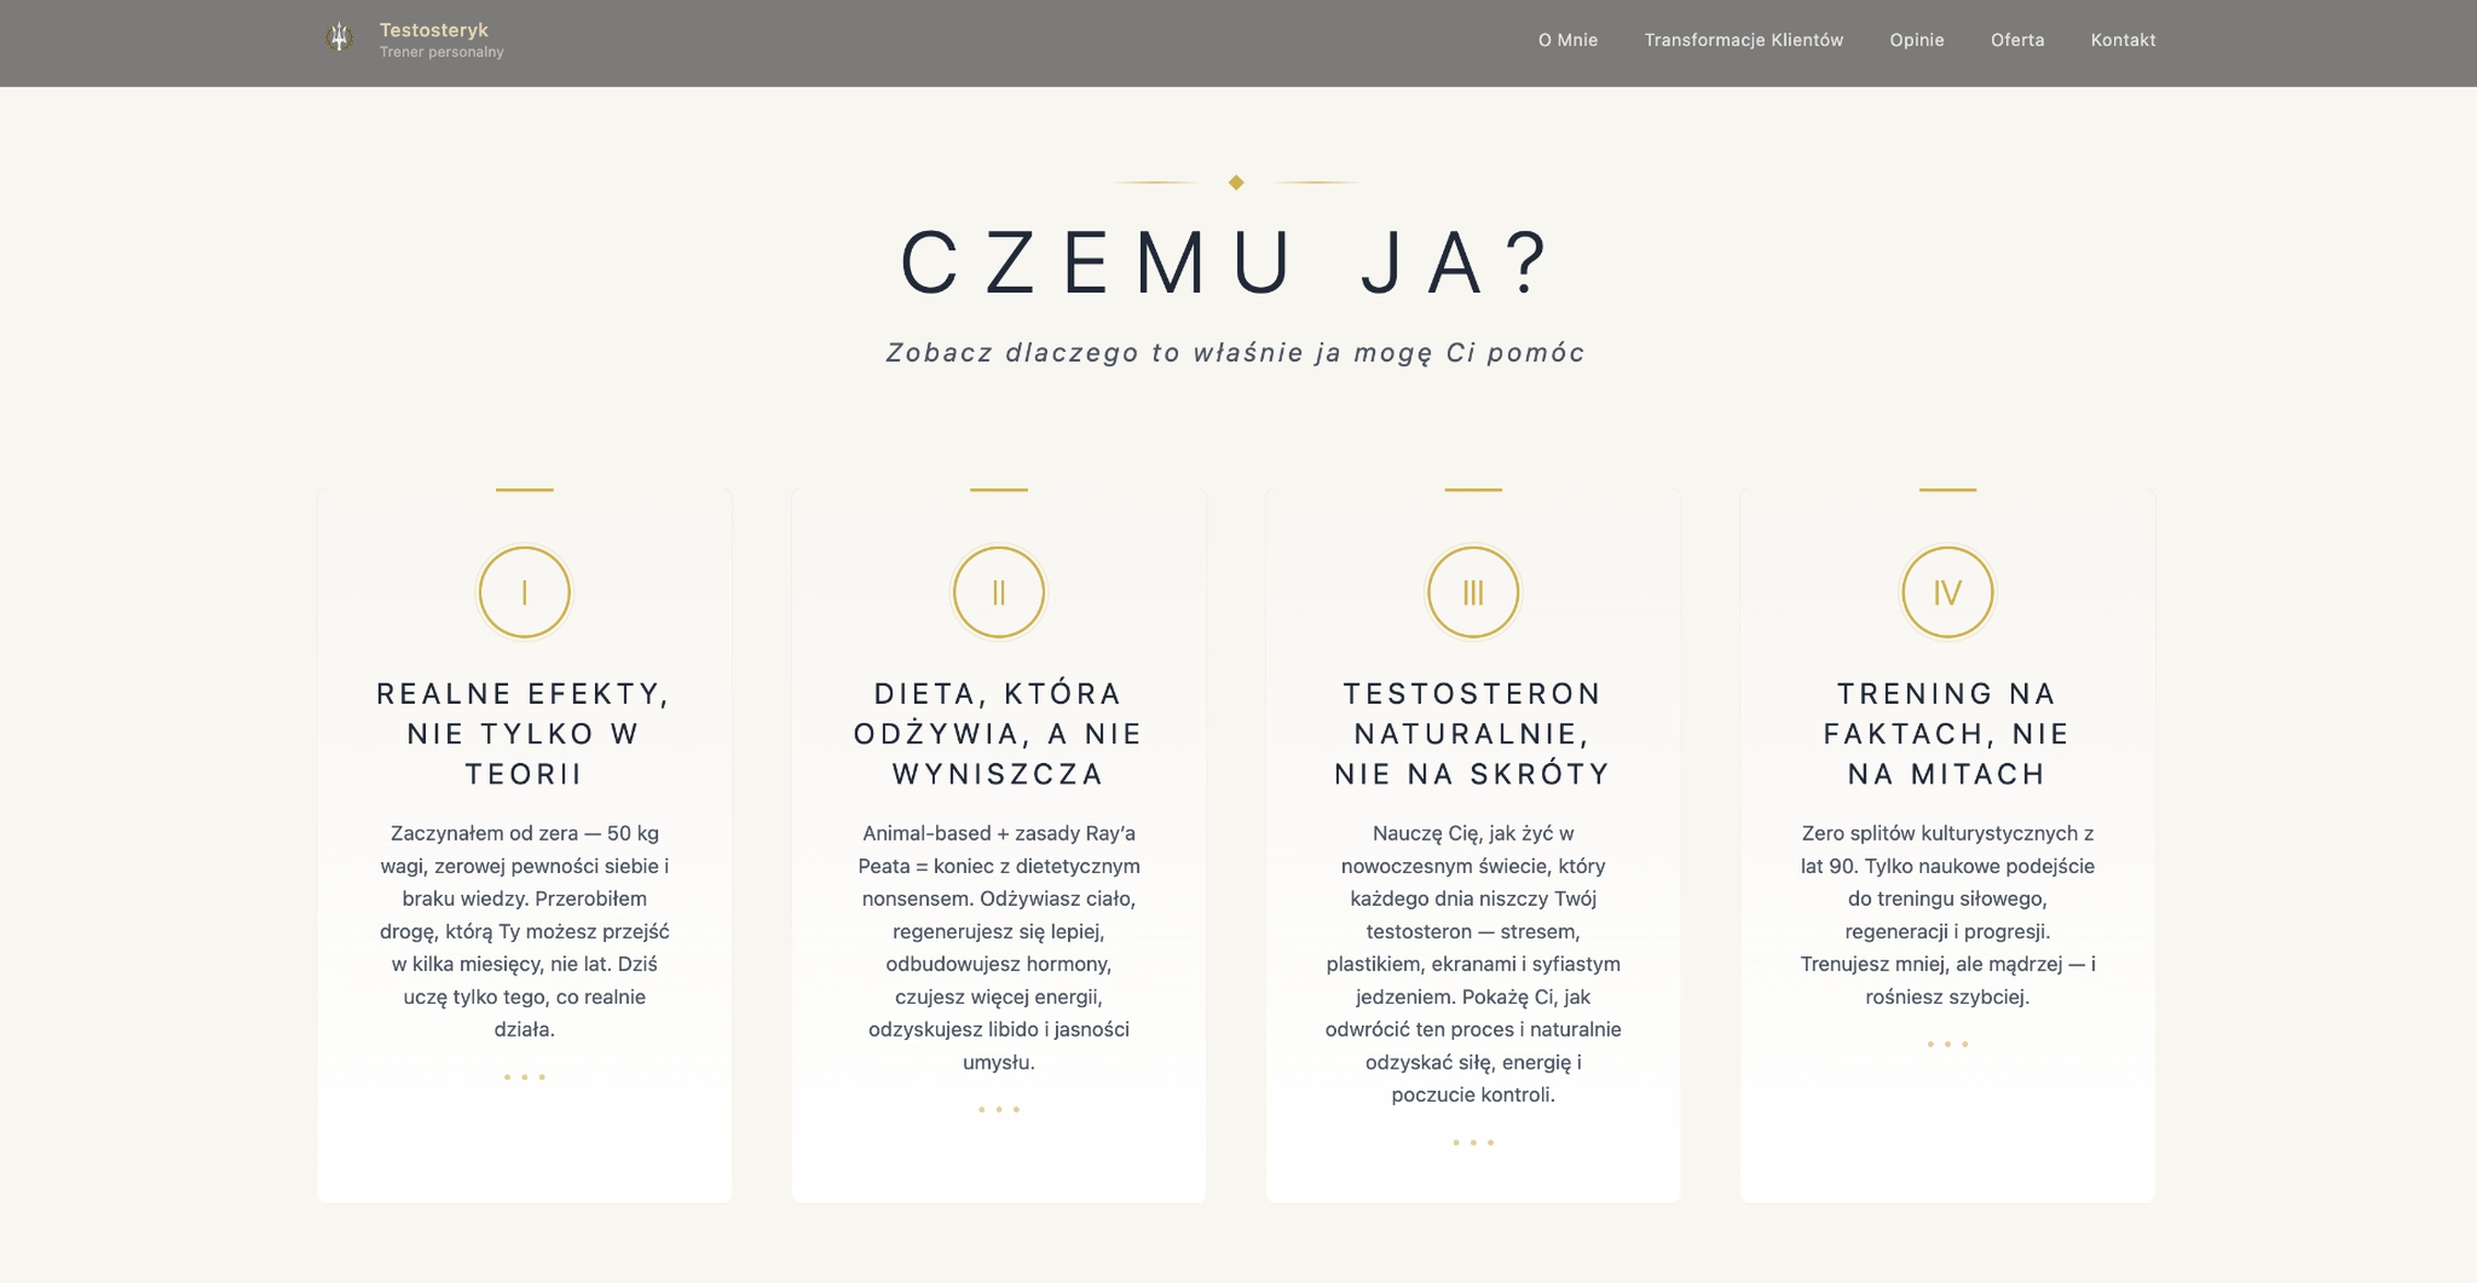 Testosteryk
Trener personalny
O Mnie
Transformacje Klientów
Opinie
Oferta
Kontakt
CZEMU JA?
Zobacz dlaczego to właśnie ja mogę Ci pomóc
I
REALNE EFEKTY,
NIE TYLKO W
TEORII
Zaczynałem od zera — 50 kg
wagi, zerowej pewności siebie i
braku wiedzy. Przerobiłem
drogę, którą Ty możesz przejść
w kilka miesięcy, nie lat. Dziś
uczę tylko tego, co realnie
działa.
II
DIETA, KTÓRA
ODŻYWIA, A NIE
WYNISZCZA
Animal-based + zasady Ray’a
Peata = koniec z dietetycznym
nonsensem. Odżywiasz ciało,
regenerujesz się lepiej,
odbudowujesz hormony,
czujesz więcej energii,
odzyskujesz libido i jasności
umysłu.
III
TESTOSTERON
NATURALNIE,
NIE NA SKRÓTY
Nauczę Cię, jak żyć w
nowoczesnym świecie, który
każdego dnia niszczy Twój
testosteron — stresem,
plastikiem, ekranami i syfiastym
jedzeniem. Pokażę Ci, jak
odwrócić ten proces i naturalnie
odzyskać siłę, energię i
poczucie kontroli.
IV
TRENING NA
FAKTACH, NIE
NA MITACH
Zero splitów kulturystycznych z
lat 90. Tylko naukowe podejście
do treningu siłowego,
regeneracji i progresji.
Trenujesz mniej, ale mądrzej — i
rośniesz szybciej.